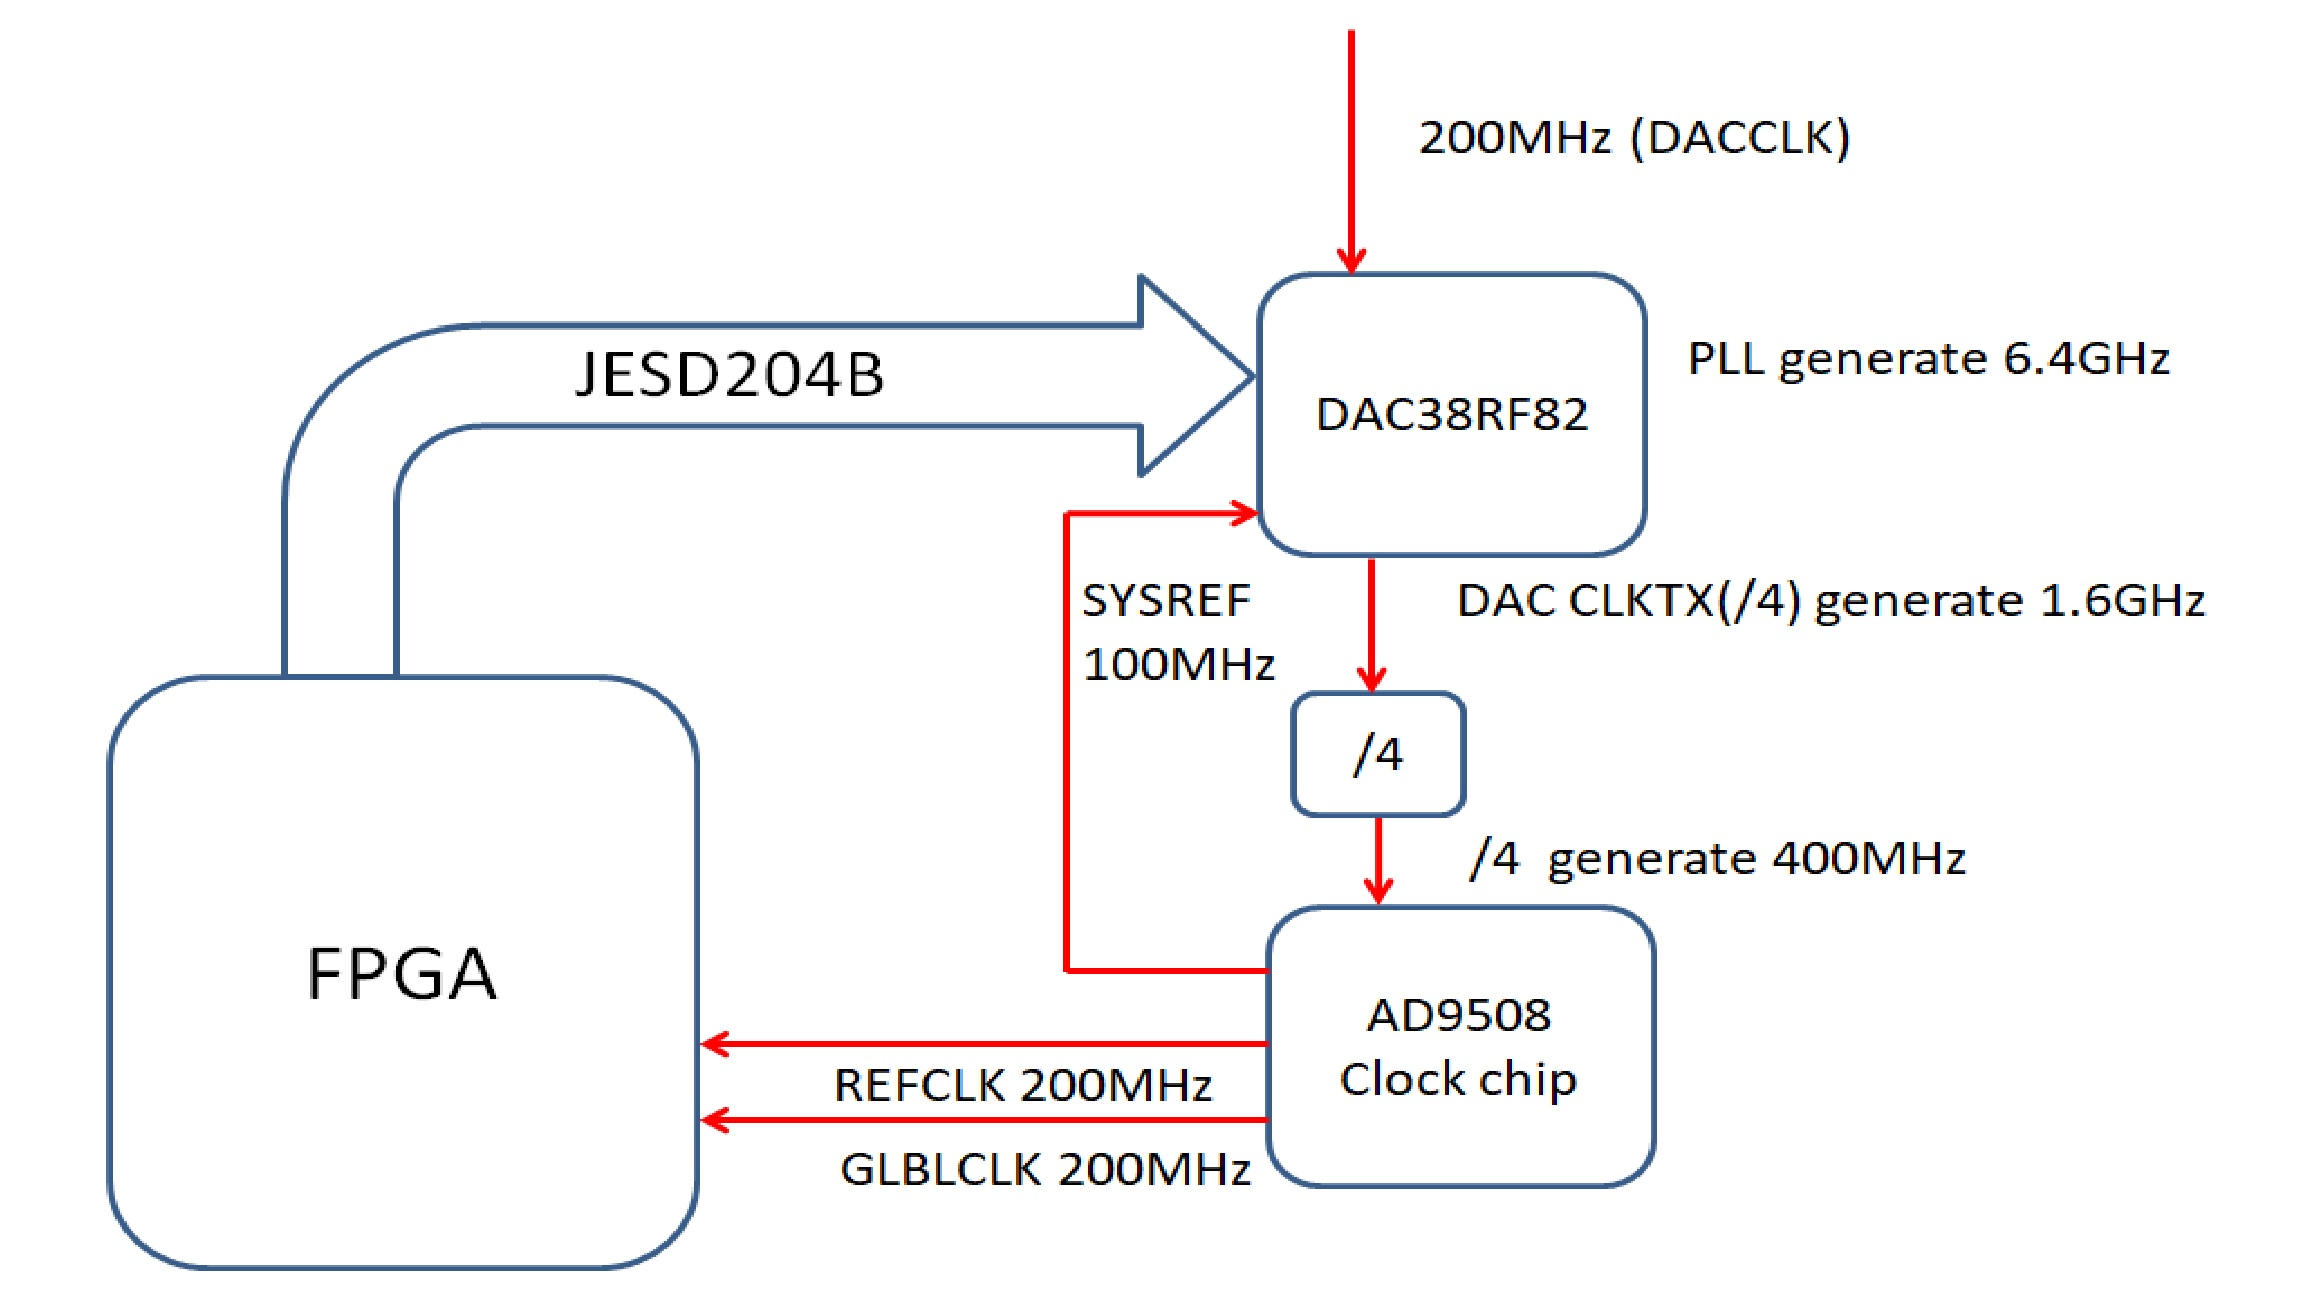 200MHz (DACCLK)
JESD204B
DAC38RF82
PLL generate 6.4GHz
SYSREF
100MHz
DAC CLKTX(/4) generate 1.6GHz
/4
/4  generate 400MHz
FPGA
AD9508
Clock chip
REFCLK 200MHz
GLBLCLK 200MHz